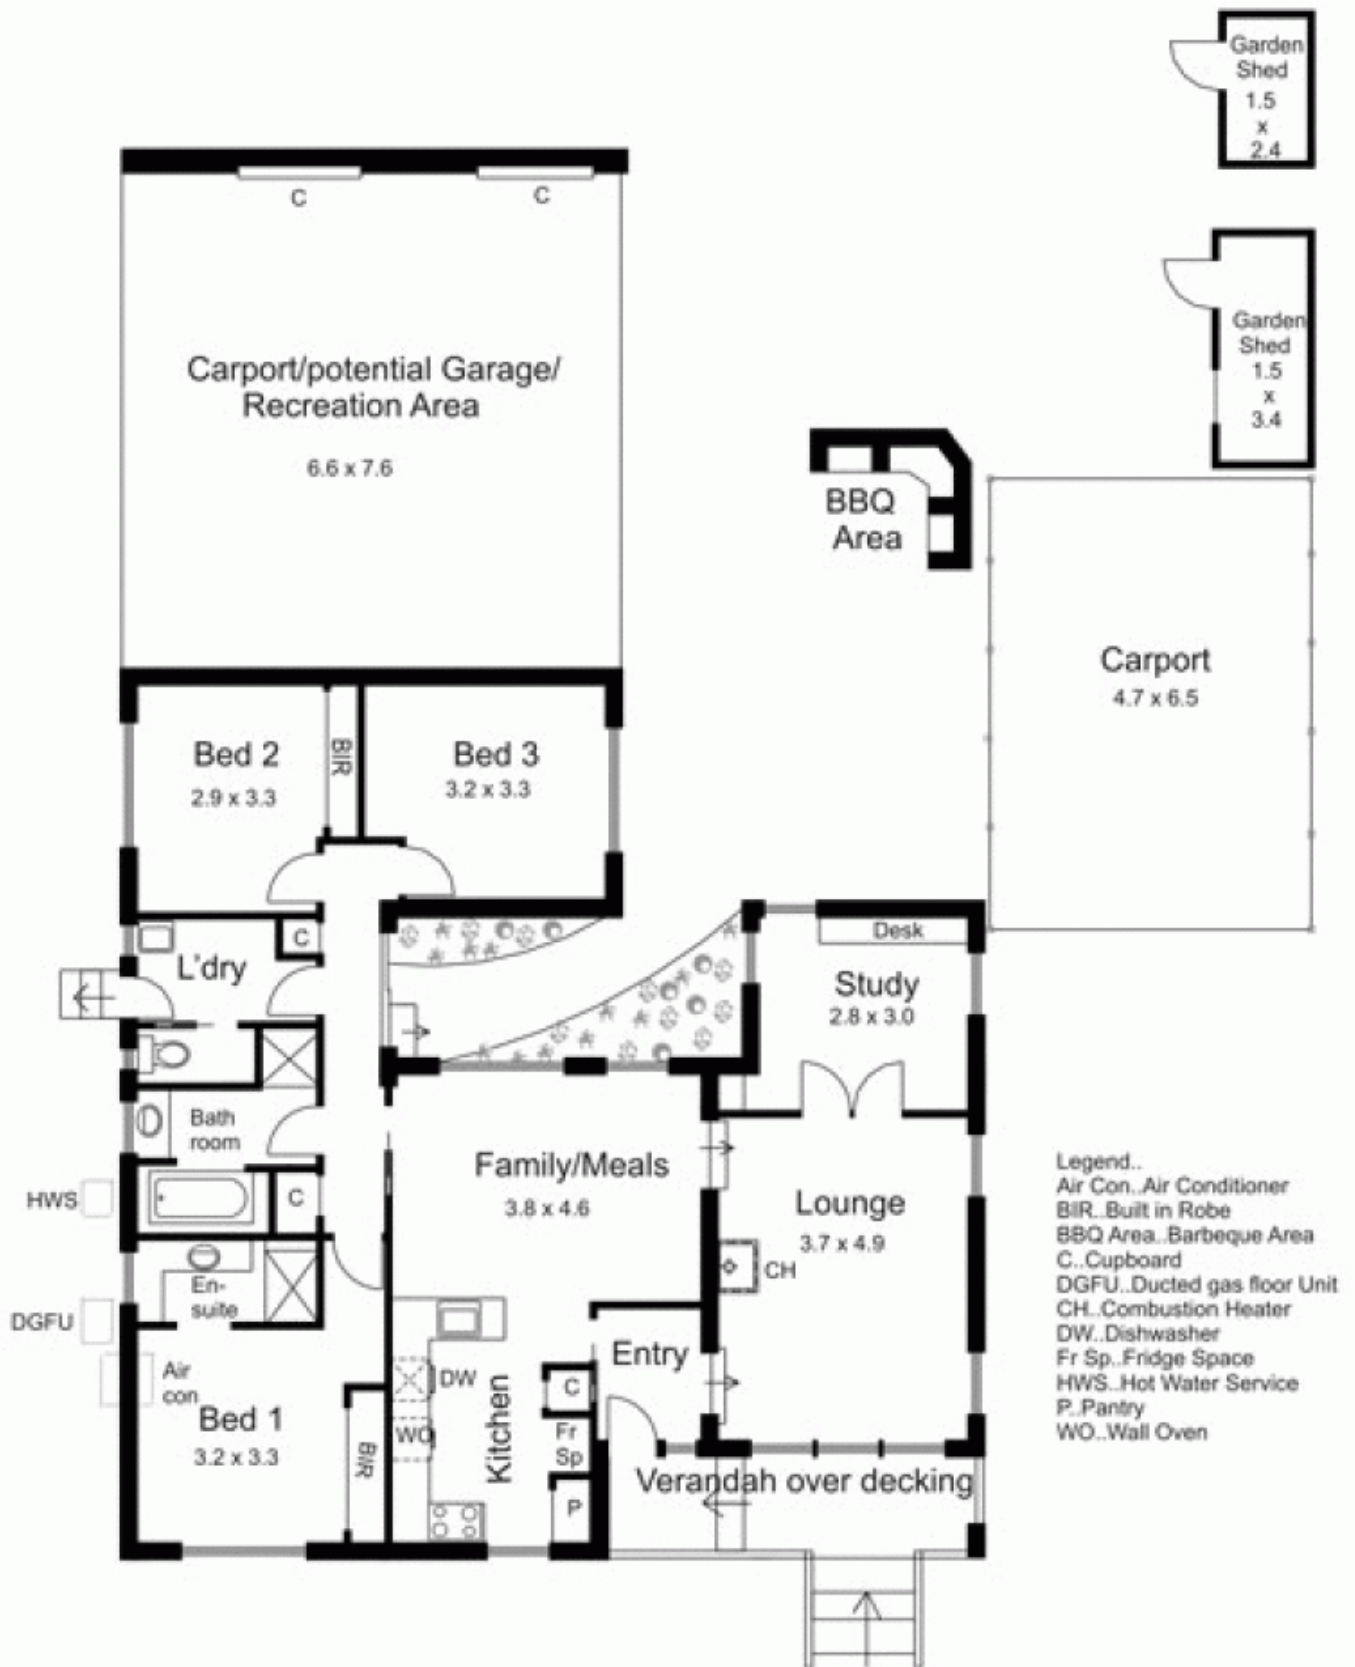 Garden
Shed
1.5
x
2.4
C
C
Garden
Shed
1.5
x
3.4
Carport/potential Garage/
Recreation Area
6.6 x 7.6
BBQ
Area
Carport
4.7 x 6.5
Bed 2
2.9 x 3.3
BIR
Bed 3
3.2 x 3.3
C
L'dry
Desk
Study
2.8 x 3.0
Bath
room
HWS
C
Family/Meals
3.8 x 4.6
Lounge
3.7 x 4.9
CH
En-
suite
DGFU
Air
con
Bed 1
3.2 x 3.3
BIR
DW
WO
Kitchen
C
Fr
Sp
P
Entry
Verandah over decking
Legend..
Air Con..Air Conditioner
BIR..Built in Robe
BBQ Area..Barbeque Area
C..Cupboard
DGFU..Ducted gas floor Unit
CH..Combustion Heater
DW..Dishwasher
Fr Sp..Fridge Space
HWS..Hot Water Service
P..Pantry
WO..Wall Oven